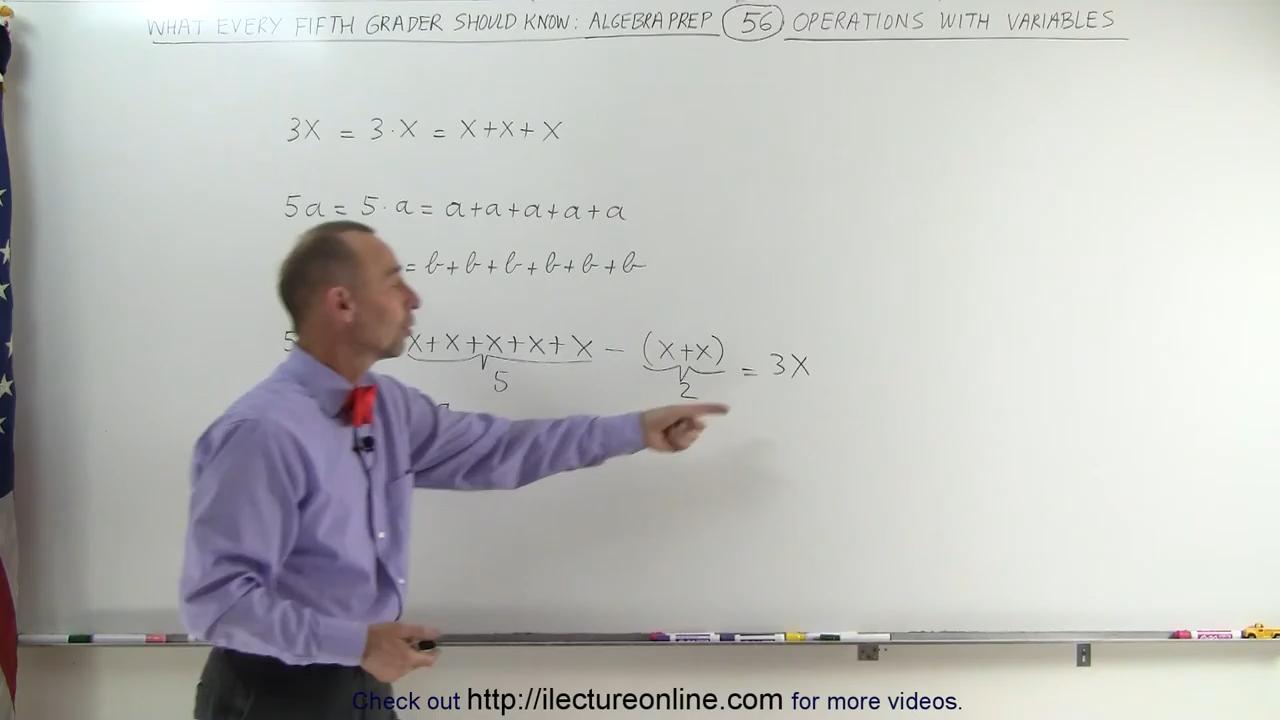 WHAT EVERY FIFTH GRADER SHOULD KNOW: ALGEBRA PREP 56 OPERATIONS WITH VARIABLES
3X = 3·X = X+X+X
5a = 5·a = a+a+a+a+a
= b+b+b+b+b+b
5 X+X+X+X+X - (X+X) = 3X
5 2
Check out http://ilectureonline.com for more videos.